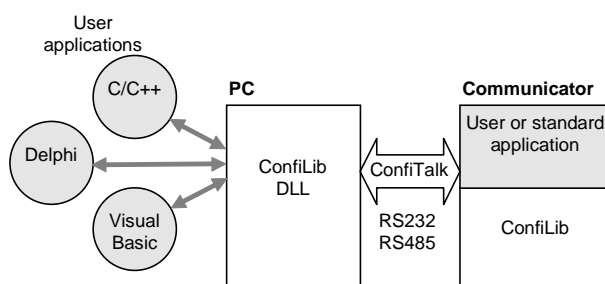 User
applications
C/C++
Delphi
Visual
Basic
PC
ConfiLib
DLL
ConfiTalk
RS232
RS485
Communicator
User or standard
application
ConfiLib